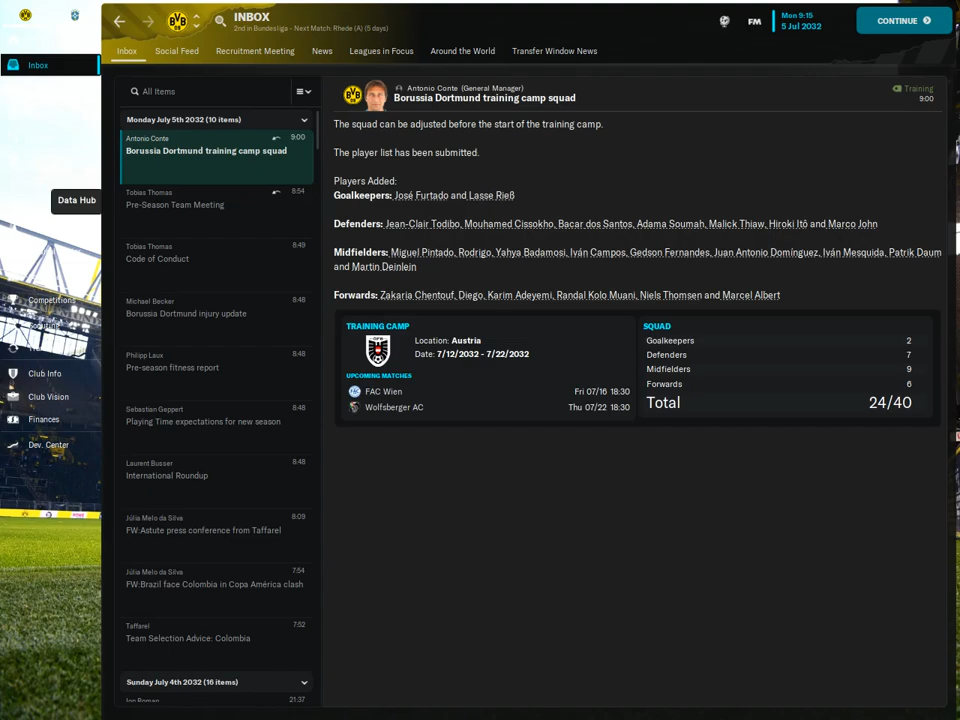 INBOX
2nd in Bundesliga - Next Match: Rhede (A) (5 days)
FM
Mon 9:15
5 Jul 2032
CONTINUE
Inbox
Social Feed
Recruitment Meeting
News
Leagues in Focus
Around the World
Transfer Window News
Inbox
Data Hub
Competitions
Club Info
Club Vision
Finances
Dev. Center
All Items
Monday July 5th 2032 (10 items)
Antonio Conte
9:00
Borussia Dortmund training camp squad
Tobias Thomas
8:54
Pre-Season Team Meeting
Tobias Thomas
8:49
Code of Conduct
Michael Becker
8:48
Borussia Dortmund injury update
Philipp Laux
8:48
Pre-season fitness report
Sebastian Geppert
8:48
Playing Time expectations for new season
Laurent Busser
8:48
International Roundup
Júlia Melo da Silva
8:09
FW:Astute press conference from Taffarel
Júlia Melo da Silva
7:54
FW:Brazil face Colombia in Copa América clash
Taffarel
7:52
Team Selection Advice: Colombia
Sunday July 4th 2032 (16 items)
21:37
Antonio Conte (General Manager)
Borussia Dortmund training camp squad
Training
9:00
The squad can be adjusted before the start of the training camp.
The player list has been submitted.
Players Added:
Goalkeepers: José Furtado and Lasse Rieß
Defenders: Jean-Clair Todibo, Mouhamed Cissokho, Bacar dos Santos, Adama Soumah, Malick Thiaw, Hiroki Itō and Marco John
Midfielders: Miguel Pintado, Rodrigo, Yahya Badamosi, Iván Campos, Gedson Fernandes, Juan Antonio Domínguez, Iván Mesquida, Patrik Daum
and Martin Deinlein
Forwards: Zakaria Chentouf, Diego, Karim Adeyemi, Randal Kolo Muani, Niels Thomsen and Marcel Albert
TRAINING CAMP
Location: Austria
Date: 7/12/2032 - 7/22/2032
UPCOMING MATCHES
FAC Wien
Fri 07/16 18:30
Wolfsberger AC
Thu 07/22 18:30
SQUAD
Goalkeepers
2
Defenders
7
Midfielders
9
Forwards
6
Total
24/40